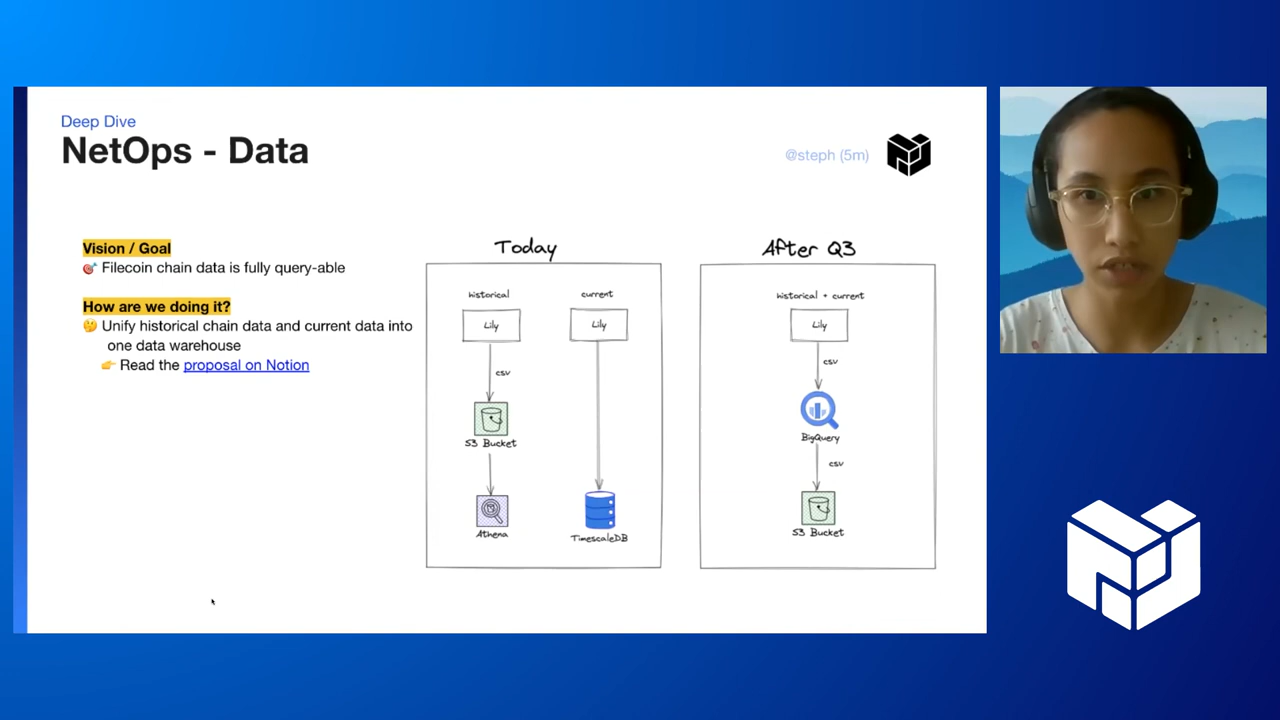 Deep Dive
NetOps - Data
@steph (5m)
Vision / Goal
🎯 Filecoin chain data is fully query-able
How are we doing it?
🤔 Unify historical chain data and current data into
one data warehouse
👉 Read the proposal on Notion
Today
historical
current
Lily
Lily
csv
S3 Bucket
Athena
TimescaleDB
After Q3
historical + current
Lily
csv
BigQuery
csv
S3 Bucket